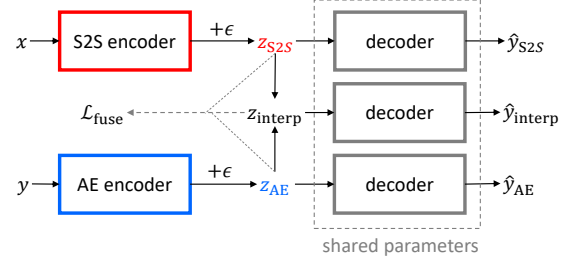 x S2S encoder +ϵ z_S2S decoder ŷ_S2S
ℒ_fuse z_interp decoder ŷ_interp
y AE encoder +ϵ z_AE decoder ŷ_AE
shared parameters